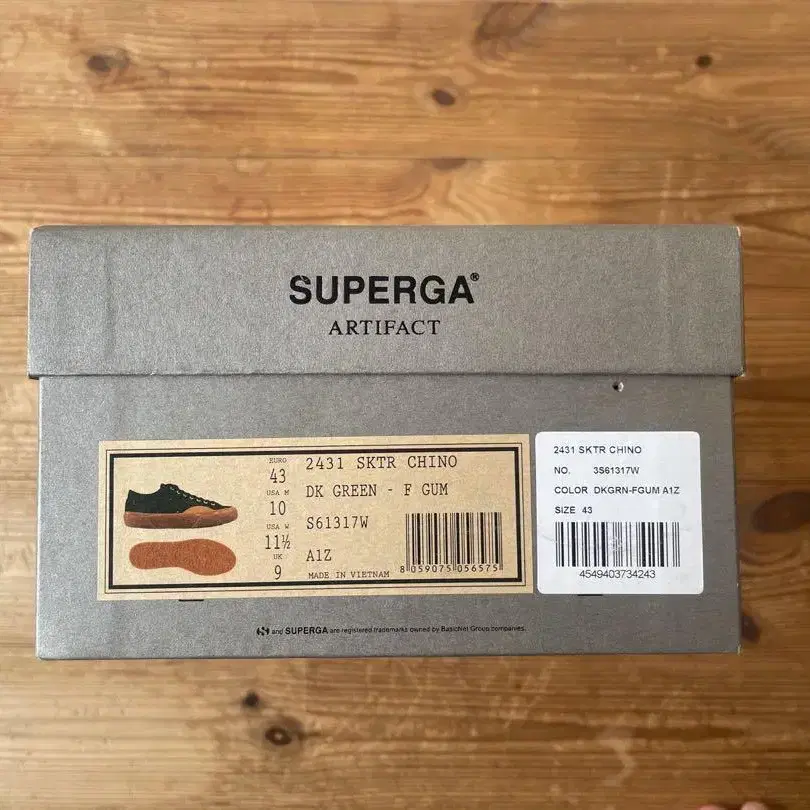 SUPERGA®
ARTIFACT
EURO
43
USA M
10
USA W
11½
UK
9
2431 SKTR CHINO
DK GREEN - F GUM
S61317W
A1Z
MADE IN VIETNAM
8 059075 056575
2431 SKTR CHINO
NO. 3S61317W
COLOR DKGRN-FGUM A1Z
SIZE 43
4549403734243
and SUPERGA are registered trademarks owned by BasicNet Group companies.